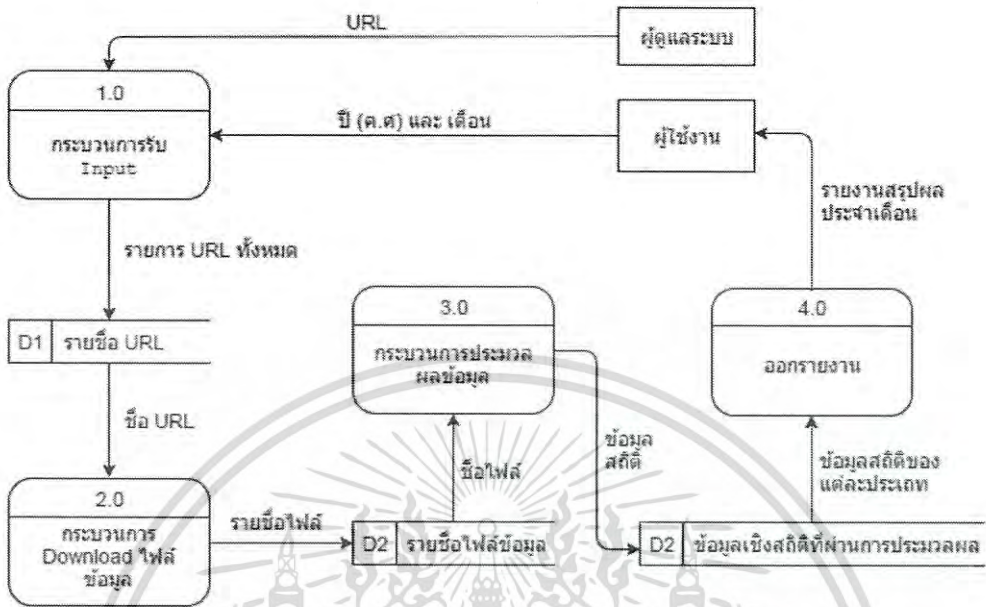 URL
ผู้ดูแลระบบ
1.0
กระบวนการรับ
Input
ปี (ค.ศ) และ เดือน
ผู้ใช้งาน
รายงานสรุปผล
ประจำเดือน
รายการ URL ทั้งหมด
3.0
กระบวนการประมวล
ผลข้อมูล
4.0
ออกรายงาน
D1 รายชื่อ URL
ชื่อ URL
ข้อมูล
สถิติ
ชื่อไฟล์
ข้อมูลสถิติของ
แต่ละประเภท
2.0
กระบวนการ
Download ไฟล์
ข้อมูล
รายชื่อไฟล์
D2 รายชื่อไฟล์ข้อมูล
D2 ข้อมูลเชิงสถิติที่ผ่านการประมวลผล